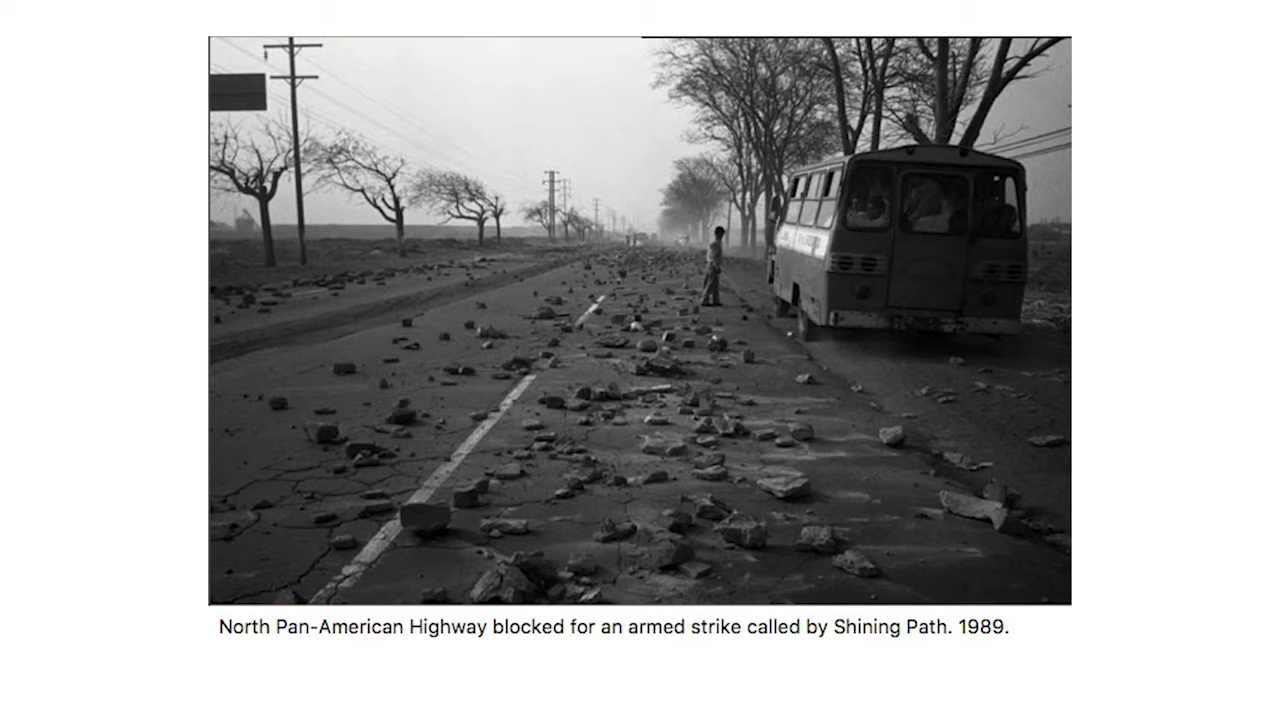 North Pan-American Highway blocked for an armed strike called by Shining Path. 1989.